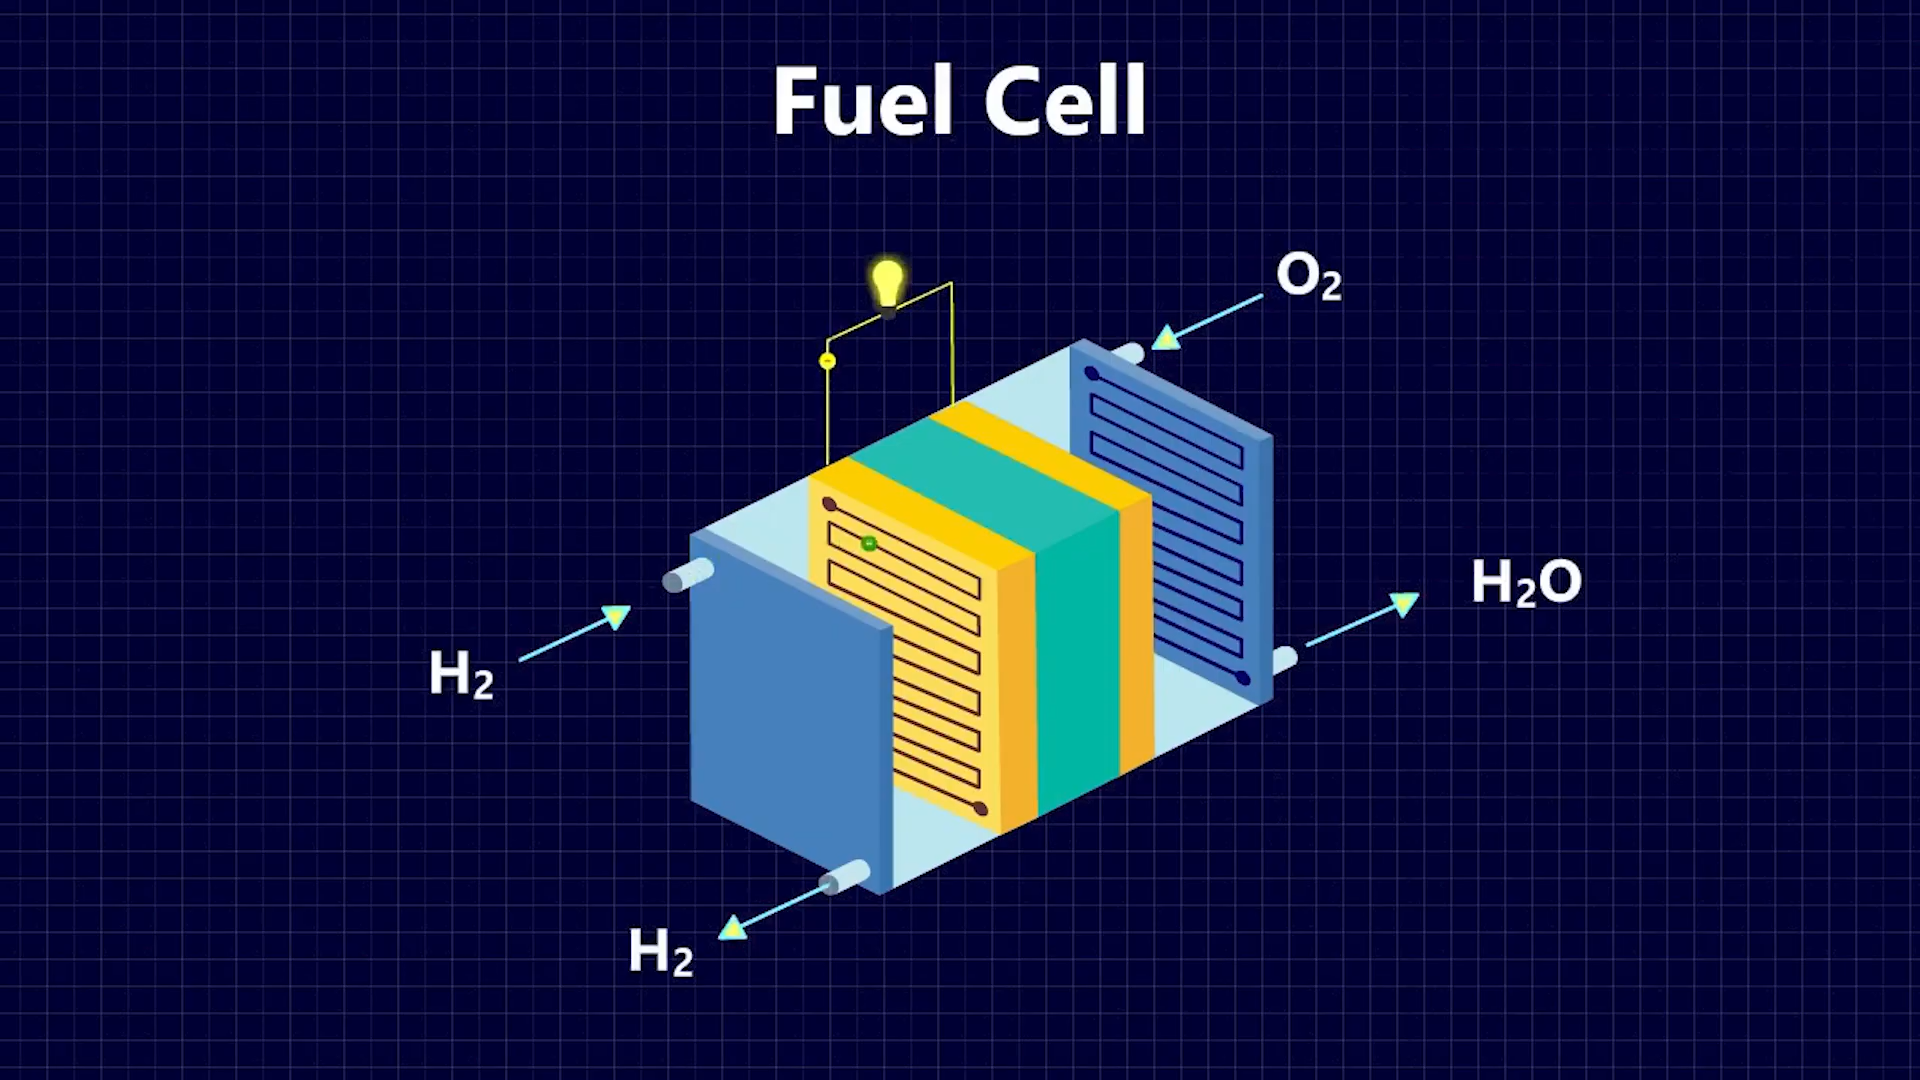 Fuel Cell
O₂
H₂O
H₂
H₂